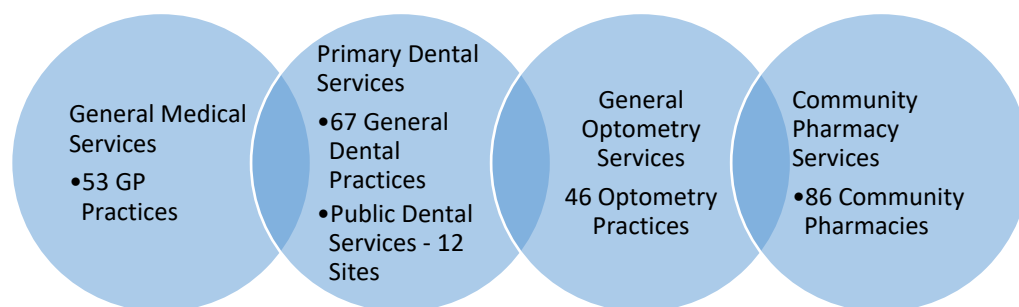 General Medical
Services
•53 GP
Practices
Primary Dental
Services
•67 General
Dental
Practices
•Public Dental
Services - 12
Sites
General
Optometry
Services
46 Optometry
Practices
Community
Pharmacy
Services
•86 Community
Pharmacies